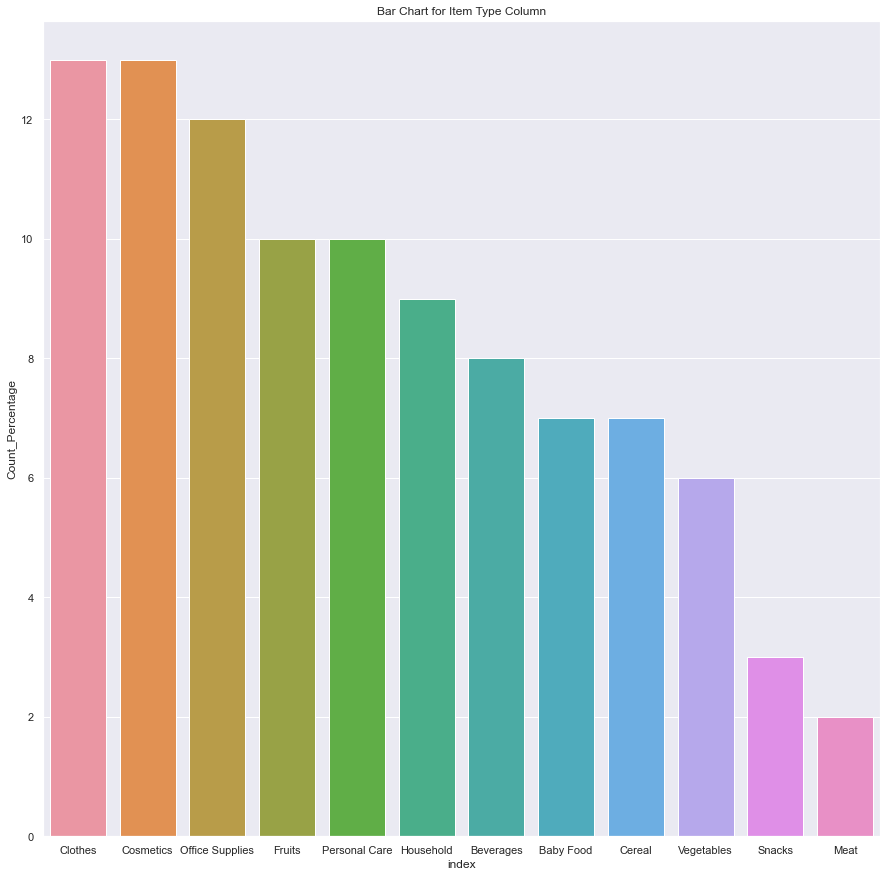 Bar Chart for Item Type Column
Count_Percentage
12
10
8
6
4
2
0
Clothes Cosmetics Office Supplies Fruits Personal Care Household Beverages Baby Food Cereal Vegetables Snacks Meat
index